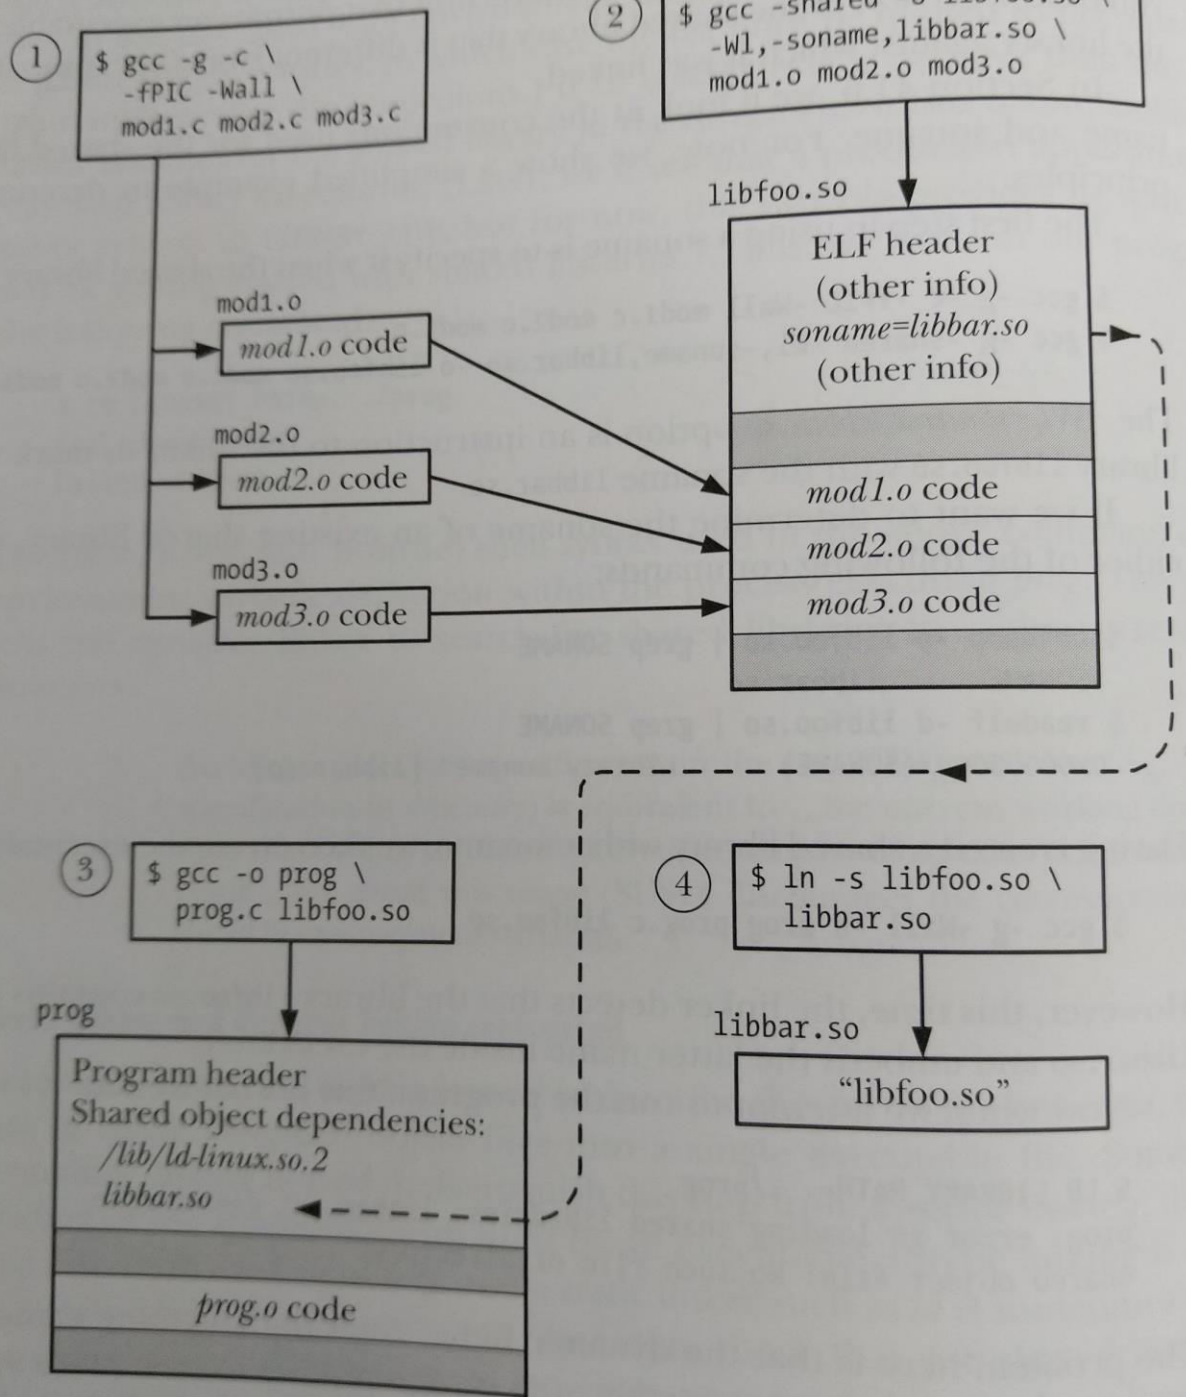 1
$ gcc -g -c \
-fPIC -Wall \
mod1.c mod2.c mod3.c
2
$ gcc -shared
-Wl,-soname,libbar.so \
mod1.o mod2.o mod3.o
libfoo.so
ELF header
(other info)
soname=libbar.so
(other info)
mod1.o code
mod2.o code
mod3.o code
mod1.o
mod1.o code
mod2.o
mod2.o code
mod3.o
mod3.o code
3
$ gcc -o prog \
prog.c libfoo.so
prog
Program header
Shared object dependencies:
/lib/ld-linux.so.2
libbar.so
prog.o code
4
$ ln -s libfoo.so \
libbar.so
libbar.so
“libfoo.so”